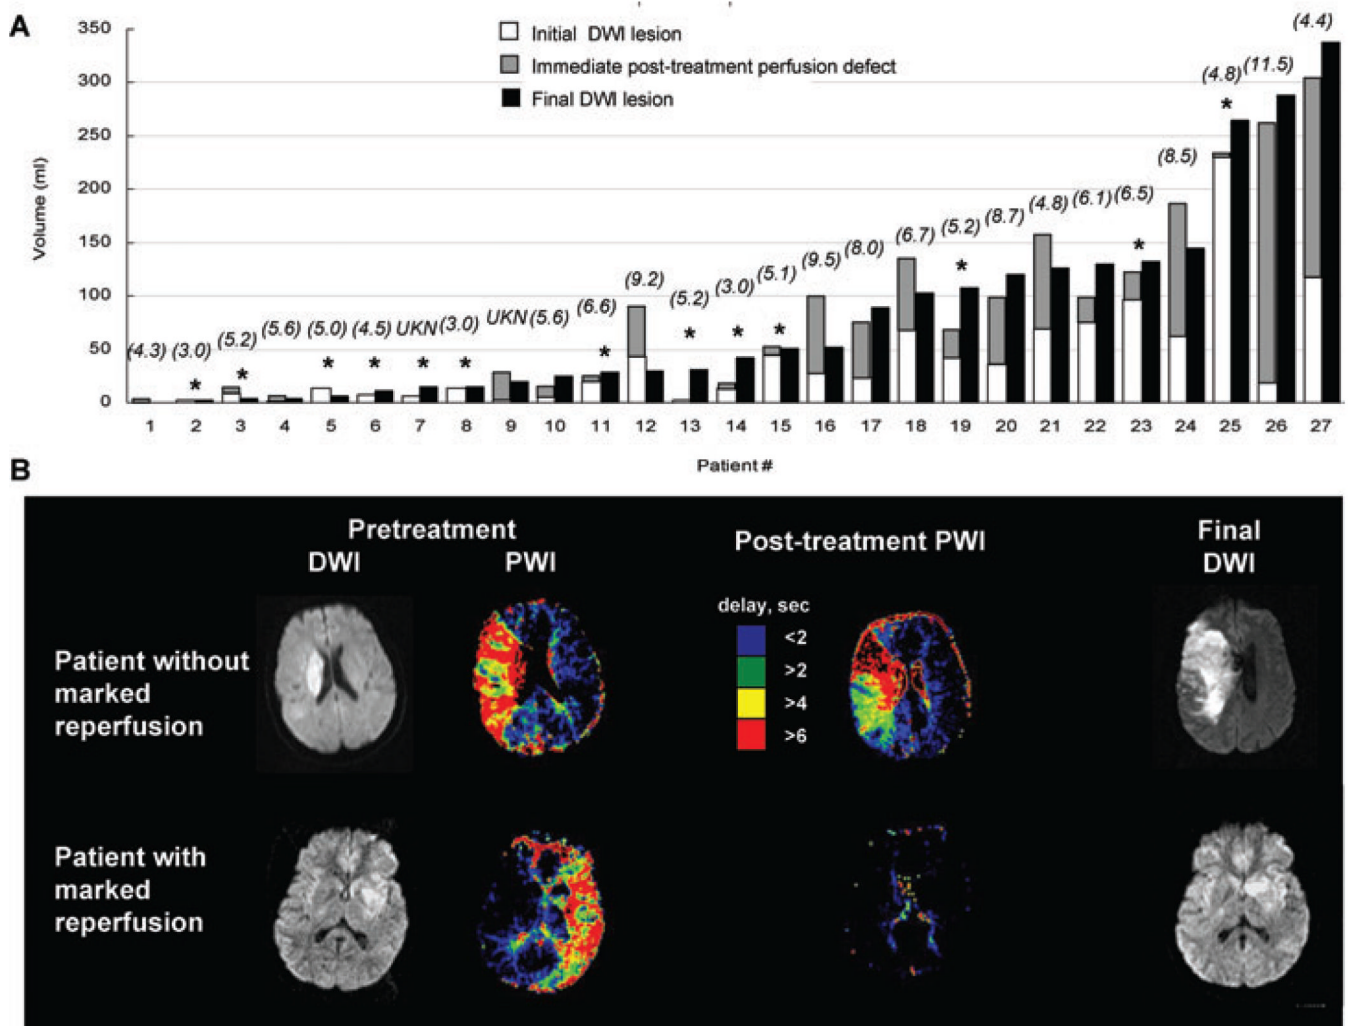 A
350
300
250
200
150
100
50
0
Volume (ml)
Initial DWI lesion
Immediate post-treatment perfusion defect
Final DWI lesion
(4.3) (3.0) (5.2) (5.6) (5.0) (4.5) UKN (3.0) UKN (5.6) (6.6) (9.2) (5.2) (3.0) (5.1) (9.5) (8.0) (6.7) (5.2) (8.7) (4.8) (6.1) (6.5) (8.5) (4.8) (11.5) (4.4)
* * * * * * * * * * * * *
1 2 3 4 5 6 7 8 9 10 11 12 13 14 15 16 17 18 19 20 21 22 23 24 25 26 27
Patient #
B
Pretreatment
DWI PWI
Post-treatment PWI
Final
DWI
delay, sec
<2
>2
>4
>6
Patient without
marked
reperfusion
Patient with
marked
reperfusion